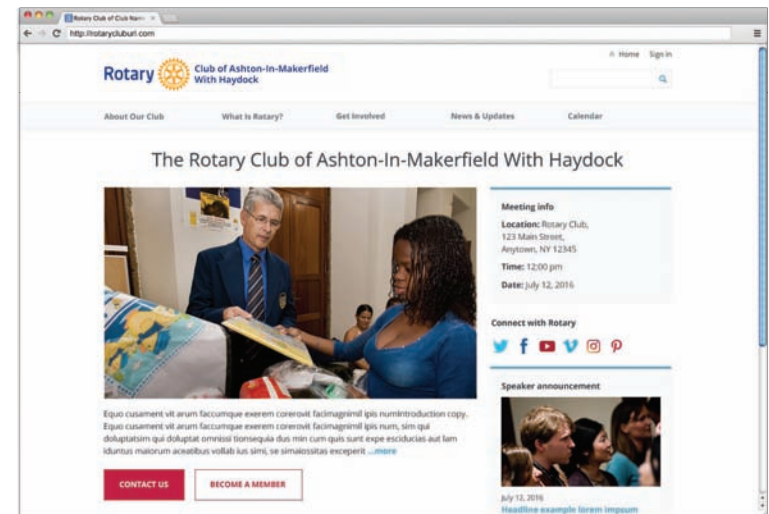 Rotary Club of Club Name
http://rotarycluburl.com
Home Sign in
Rotary
Club of Ashton-In-Makerfield
With Haydock
About Our Club What Is Rotary? Get Involved News & Updates Calendar
The Rotary Club of Ashton-In-Makerfield With Haydock
Equo cusament vit arum faccumque exerem corerovit facimagnimil ipis numIntroduction copy.
Equo cusament vit arum faccumque exerem corerovit facimagnimil ipis num, sim qui
doluptatsim qui doluptat omnissi tionsequia dus min cum quis sunt expe esciducias aut lam
iduntus maiorum aceatibus vollab ius simi, se simaiossitas exceperit ...more
CONTACT US BECOME A MEMBER
Meeting info
Location: Rotary Club,
123 Main Street,
Anytown, NY 12345
Time: 12:00 pm
Date: July 12, 2016
Connect with Rotary
Speaker announcement
July 12, 2016
Headline example lorem impsum